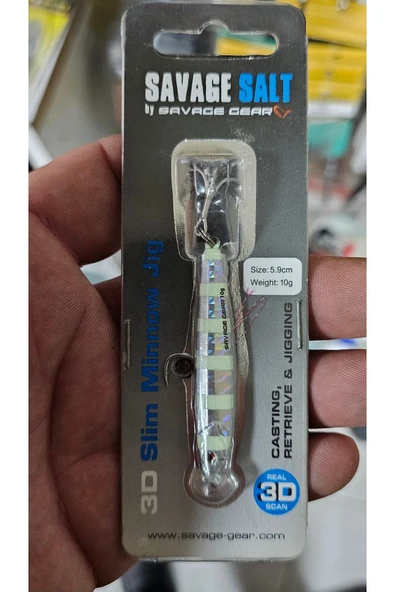 SAVAGE SALT
by SAVAGE GEAR
3D Slim Minnow Jig
Size: 5.9cm
Weight: 10g
SAVAGE GEAR 10g
CASTING,
RETRIEVE & JIGGING
REAL
3D
SCAN
www.savage-gear.com